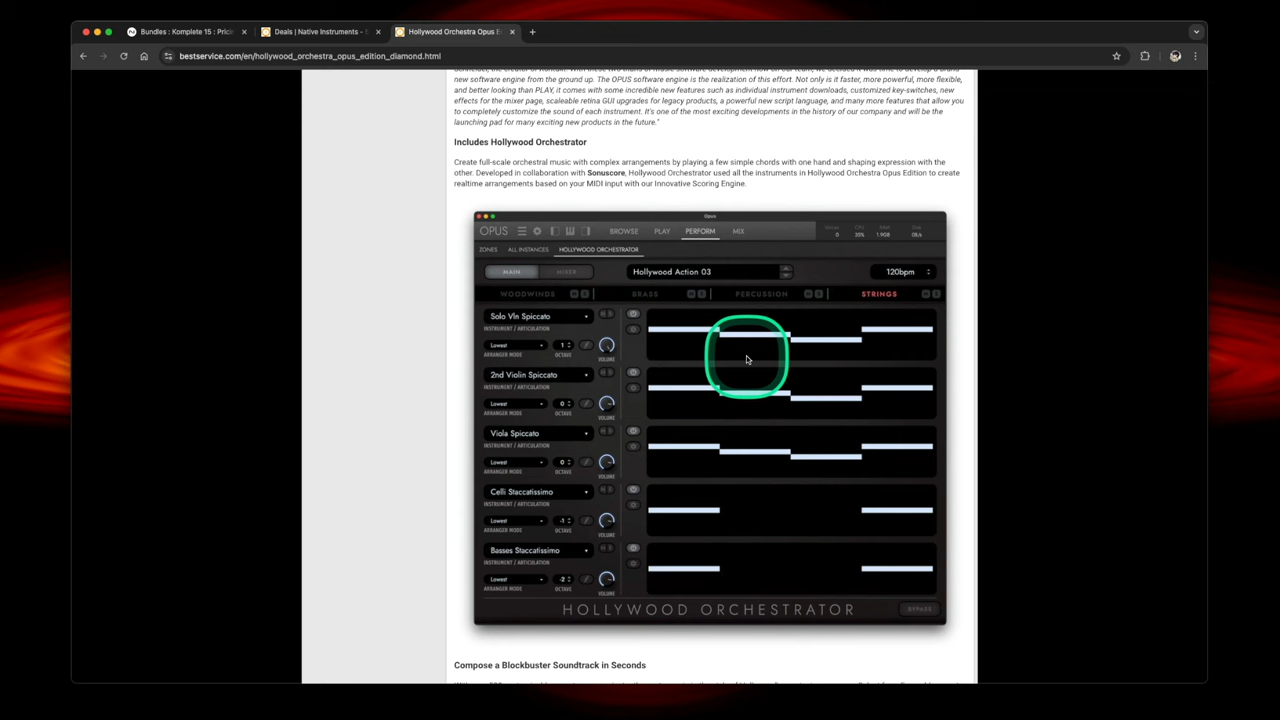 Bundles : Komplete 15 : Prici
Deals | Native Instruments - S
Hollywood Orchestra Opus E
bestservice.com/en/hollywood_orchestra_opus_edition_diamond.html
new software engine from the ground up. The OPUS software engine is the realization of this effort. Not only is it faster, more powerful, more flexible,
and better looking than PLAY, it comes with some incredible new features such as individual instrument downloads, customized key-switches, new
effects for the mixer page, scaleable retina GUI upgrades for legacy products, a powerful new script language, and many more features that allow you
to completely customize the sound of each instrument. It's one of the most exciting developments in the history of our company and will be the
launching pad for many exciting new products in the future."
Includes Hollywood Orchestrator
Create full-scale orchestral music with complex arrangements by playing a few simple chords with one hand and shaping expression with the
other. Developed in collaboration with Sonuscore, Hollywood Orchestrator used all the instruments in Hollywood Orchestra Opus Edition to create
realtime arrangements based on your MIDI input with our Innovative Scoring Engine.
Opus
OPUS BROWSE PLAY PERFORM MIX
0 35% 1.9GB 0B/s
ZONES ALL INSTANCES HOLLYWOOD ORCHESTRATOR
MAIN MIXER Hollywood Action 03 120bpm
WOODWINDS BRASS PERCUSSION STRINGS
Solo Vln Spiccato
INSTRUMENT / ARTICULATION
Lowest 1
ARRANGER MODE OCTAVE VOLUME
2nd Violin Spiccato
INSTRUMENT / ARTICULATION
Lowest 0
ARRANGER MODE OCTAVE VOLUME
Viola Spiccato
INSTRUMENT / ARTICULATION
Lowest 0
ARRANGER MODE OCTAVE VOLUME
Celli Staccatissimo
INSTRUMENT / ARTICULATION
Lowest -1
ARRANGER MODE OCTAVE VOLUME
Basses Staccatissimo
INSTRUMENT / ARTICULATION
Lowest -2
ARRANGER MODE OCTAVE VOLUME
HOLLYWOOD ORCHESTRATOR BYPASS
Compose a Blockbuster Soundtrack in Seconds